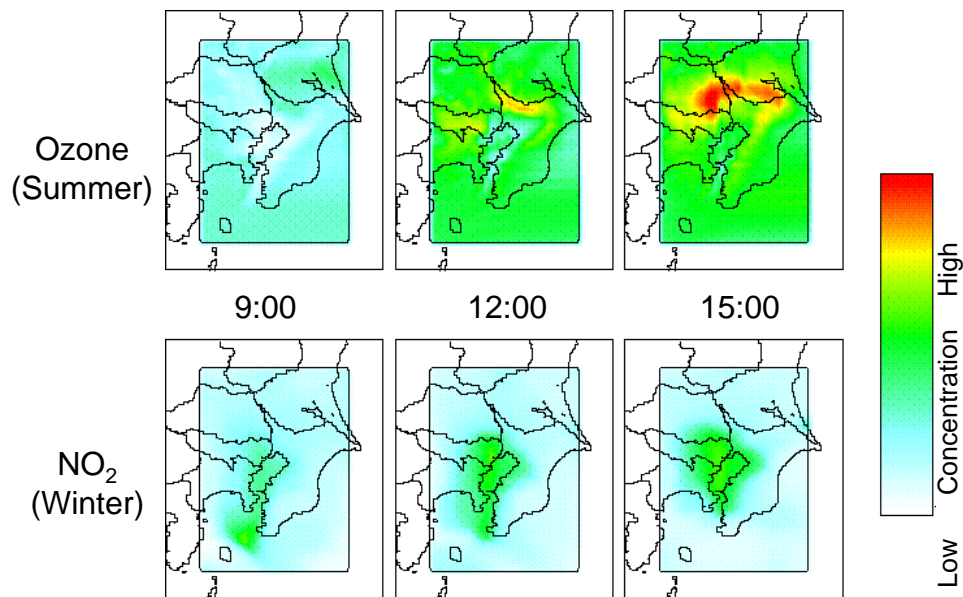 Ozone
(Summer)
9:00
12:00
15:00
NO₂
(Winter)
Low Concentration High